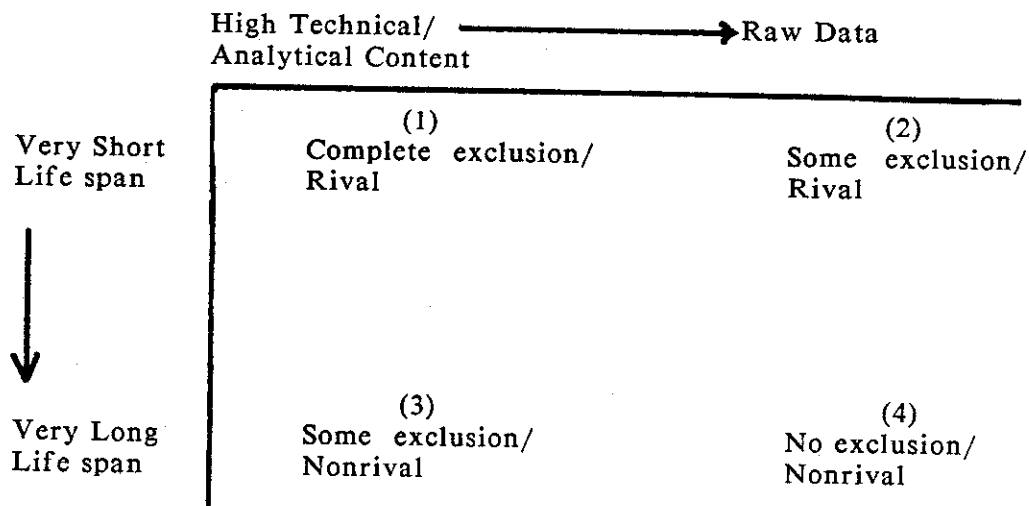 High Technical/
Analytical Content
Raw Data
Very Short
Life span
(1)
Complete exclusion/
Rival
(2)
Some exclusion/
Rival
Very Long
Life span
(3)
Some exclusion/
Nonrival
(4)
No exclusion/
Nonrival